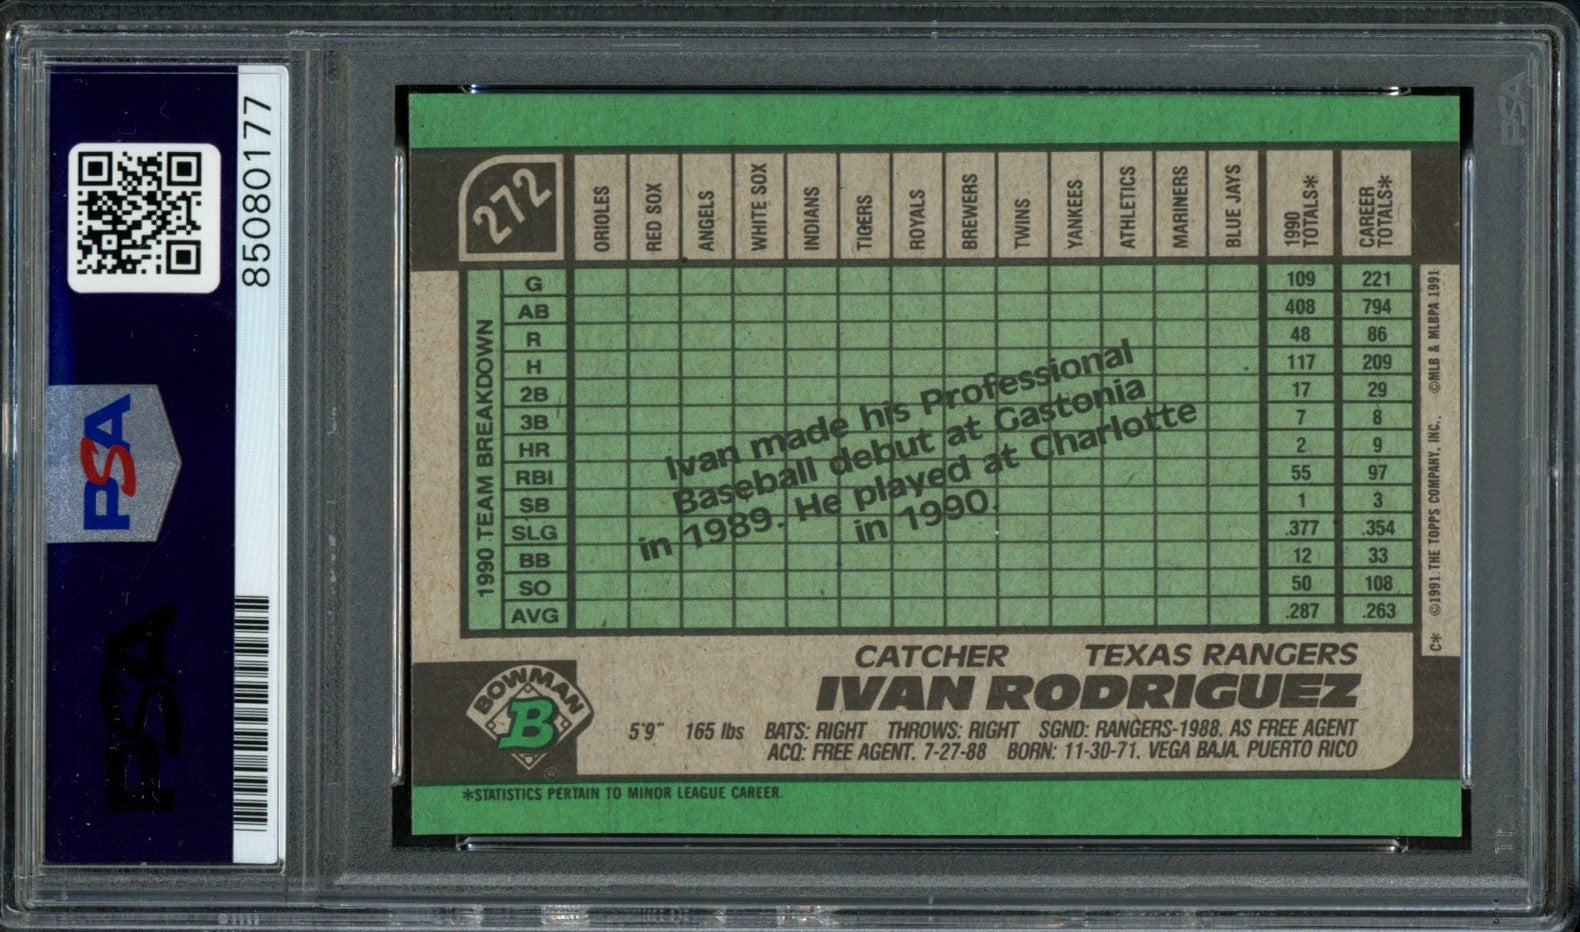 85080177
PSA
PSA
PSA
272
ORIOLES RED SOX ANGELS WHITE SOX INDIANS TIGERS ROYALS BREWERS TWINS YANKEES ATHLETICS MARINERS BLUE JAYS 1990 TOTALS* CAREER TOTALS*
1990 TEAM BREAKDOWN
G 109 221
AB 408 794
R 48 86
H 117 209
2B 17 29
3B 7 8
HR 2 9
RBI 55 97
SB 1 3
SLG .377 .354
BB 12 33
SO 50 108
AVG .287 .263
Ivan made his Professional
Baseball debut at Gastonia
in 1989. He played at Charlotte
in 1990.
C* ©1991 THE TOPPS COMPANY, INC. ©MLB & MLBPA 1991
CATCHER TEXAS RANGERS
IVAN RODRIGUEZ
BOWMAN
B
®
5'9" 165 lbs BATS: RIGHT THROWS: RIGHT SGND: RANGERS-1988. AS FREE AGENT
ACQ: FREE AGENT. 7-27-88 BORN: 11-30-71. VEGA BAJA. PUERTO RICO
*STATISTICS PERTAIN TO MINOR LEAGUE CAREER.